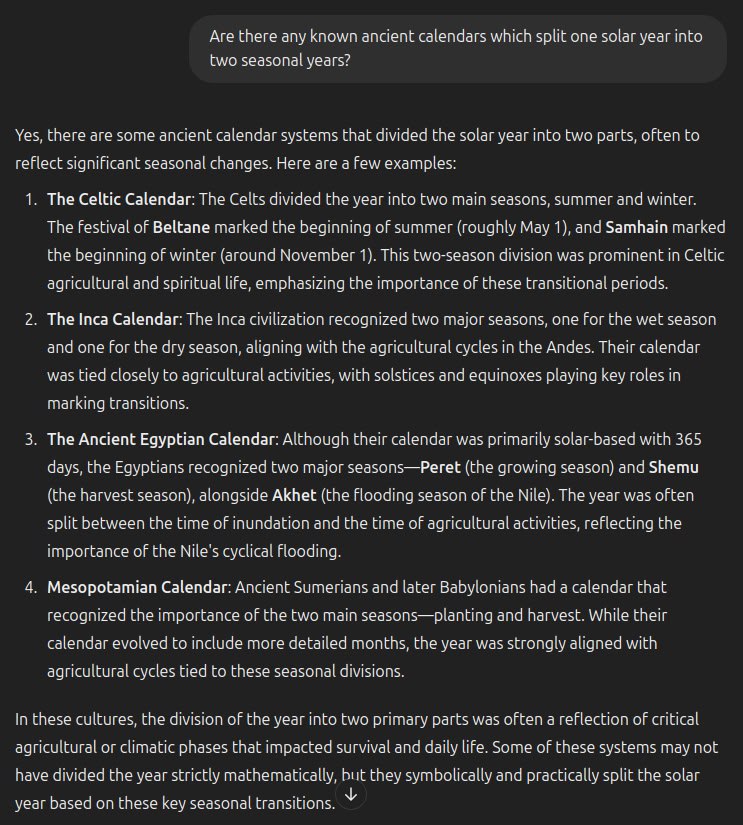 Are there any known ancient calendars which split one solar year into
two seasonal years?
Yes, there are some ancient calendar systems that divided the solar year into two parts, often to
reflect significant seasonal changes. Here are a few examples:
1. The Celtic Calendar: The Celts divided the year into two main seasons, summer and winter.
The festival of Beltane marked the beginning of summer (roughly May 1), and Samhain marked
the beginning of winter (around November 1). This two-season division was prominent in Celtic
agricultural and spiritual life, emphasizing the importance of these transitional periods.
2. The Inca Calendar: The Inca civilization recognized two major seasons, one for the wet season
and one for the dry season, aligning with the agricultural cycles in the Andes. Their calendar
was tied closely to agricultural activities, with solstices and equinoxes playing key roles in
marking transitions.
3. The Ancient Egyptian Calendar: Although their calendar was primarily solar-based with 365
days, the Egyptians recognized two major seasons—Peret (the growing season) and Shemu
(the harvest season), alongside Akhet (the flooding season of the Nile). The year was often
split between the time of inundation and the time of agricultural activities, reflecting the
importance of the Nile's cyclical flooding.
4. Mesopotamian Calendar: Ancient Sumerians and later Babylonians had a calendar that
recognized the importance of the two main seasons—planting and harvest. While their
calendar evolved to include more detailed months, the year was strongly aligned with
agricultural cycles tied to these seasonal divisions.
In these cultures, the division of the year into two primary parts was often a reflection of critical
agricultural or climatic phases that impacted survival and daily life. Some of these systems may not
have divided the year strictly mathematically, but they symbolically and practically split the solar
year based on these key seasonal transitions.